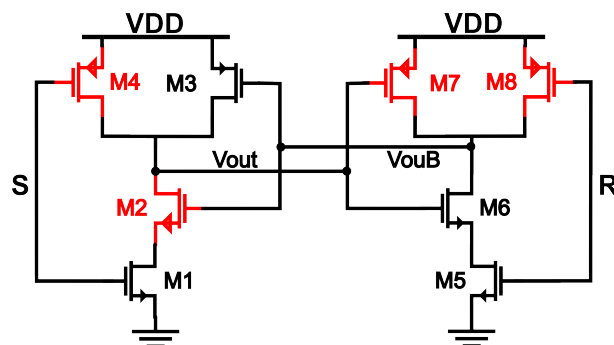 VDD VDD
M4 M3 M7 M8
Vout VouB
S R
M2 M6
M1 M5